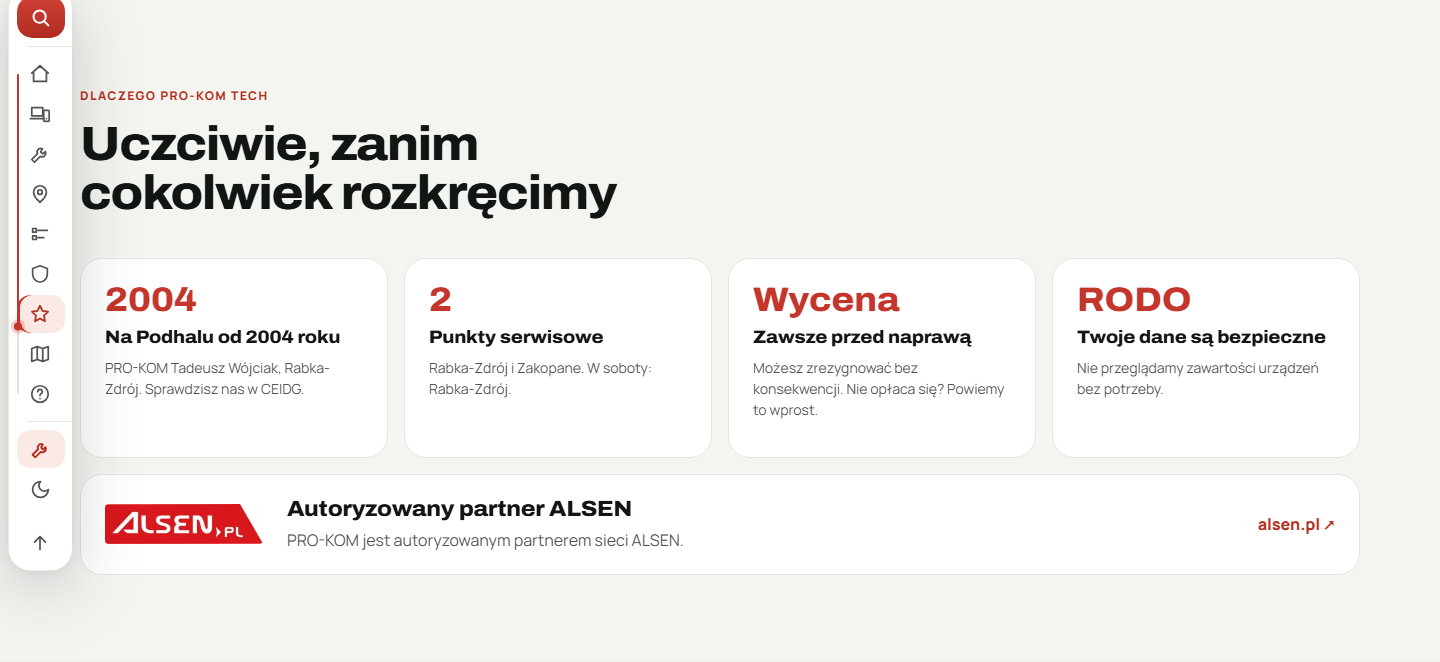 DLACZEGO PRO-KOM TECH
Uczciwie, zanim
cokolwiek rozkręcimy
2004
Na Podhalu od 2004 roku
PRO-KOM Tadeusz Wójciak, Rabka-
Zdrój. Sprawdzisz nas w CEIDG.
2
Punkty serwisowe
Rabka-Zdrój i Zakopane. W soboty:
Rabka-Zdrój.
Wycena
Zawsze przed naprawą
Możesz zrezygnować bez
konsekwencji. Nie opłaca się? Powiemy
to wprost.
RODO
Twoje dane są bezpieczne
Nie przeglądamy zawartości urządzeń
bez potrzeby.
ALSEN.PL
Autoryzowany partner ALSEN
PRO-KOM jest autoryzowanym partnerem sieci ALSEN.
alsen.pl ↗